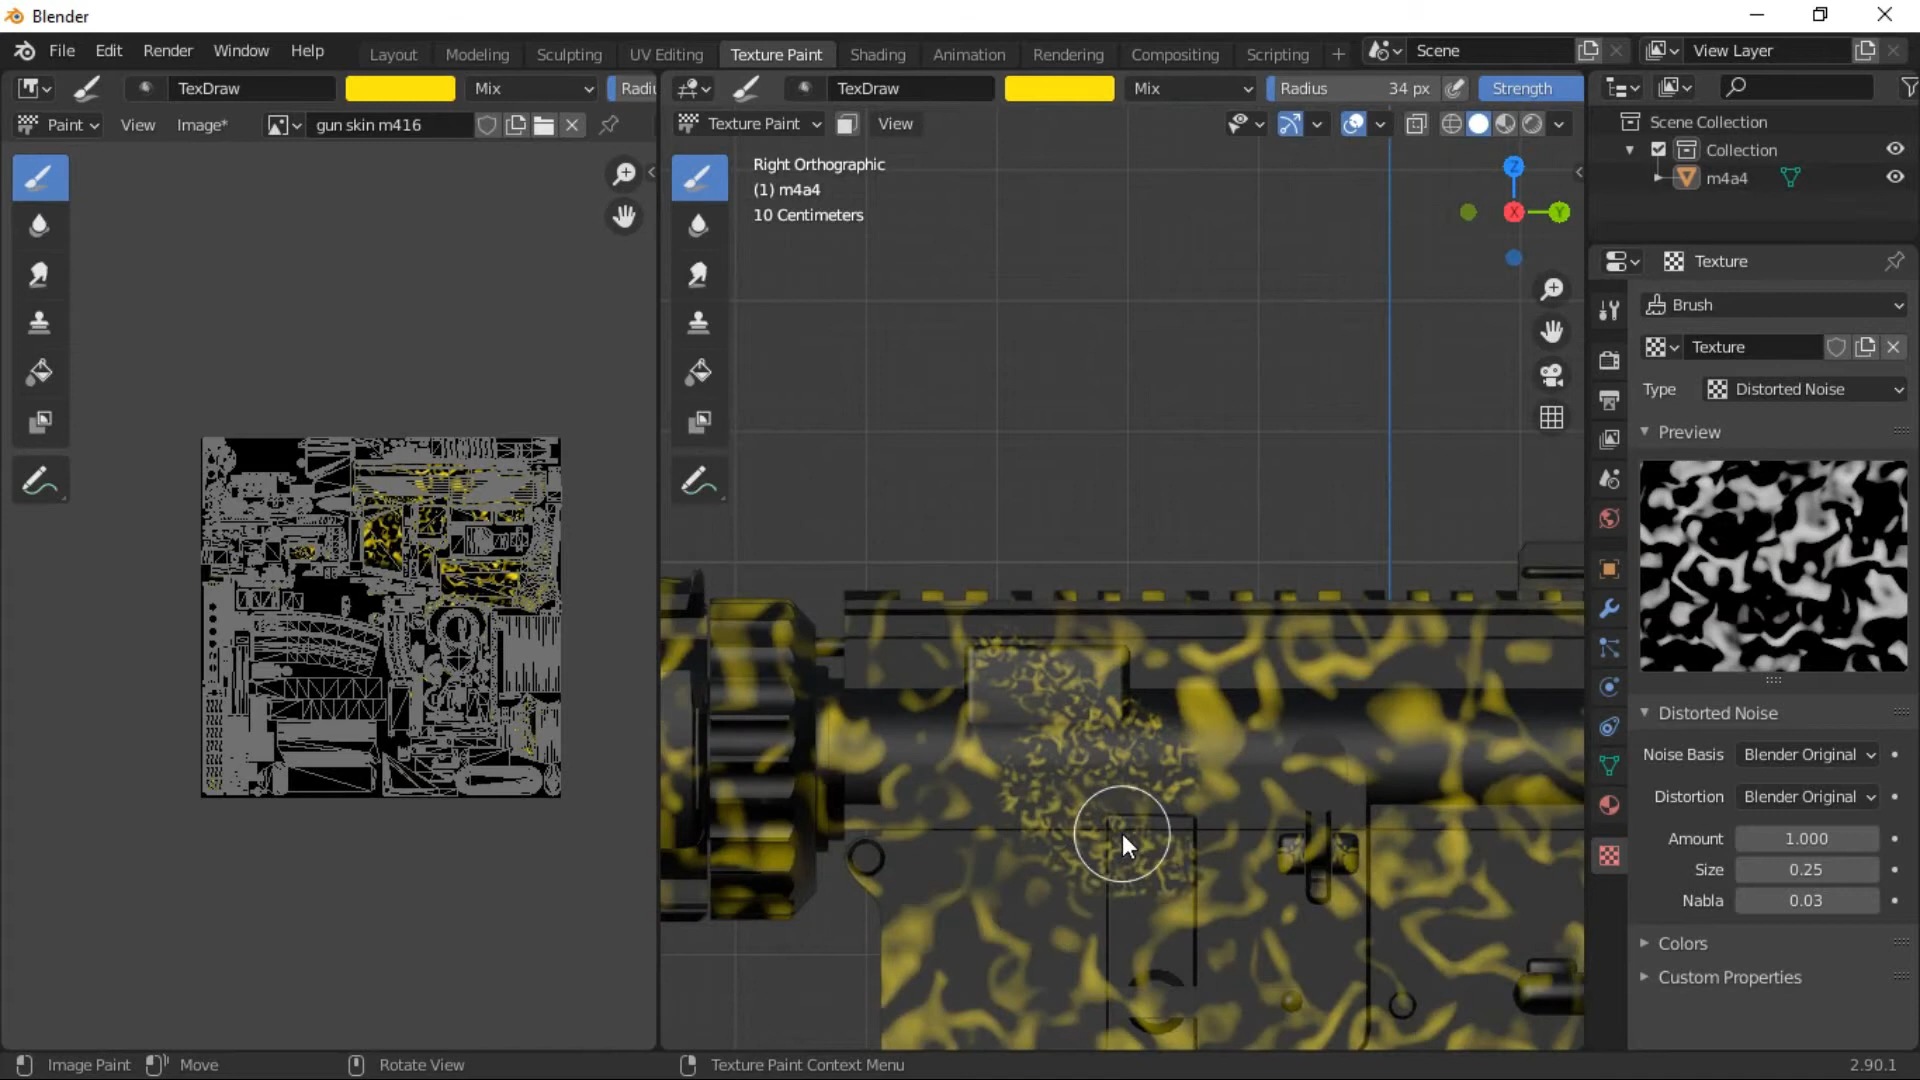 Blender
File Edit Render Window Help
Layout Modeling Sculpting UV Editing Texture Paint Shading Animation Rendering Compositing Scripting +
Scene
View Layer
TexDraw Mix Radiu
TexDraw Mix Radius 34 px Strength
Paint View Image* gun skin m416
Texture Paint View
Right Orthographic
(1) m4a4
10 Centimeters
Z
X Y
Scene Collection
Collection
m4a4
Texture
Brush
Texture
Type Distorted Noise
Preview
Distorted Noise
Noise Basis Blender Original
Distortion Blender Original
Amount 1.000
Size 0.25
Nabla 0.03
Colors
Custom Properties
Image Paint Move Rotate View Texture Paint Context Menu 2.90.1